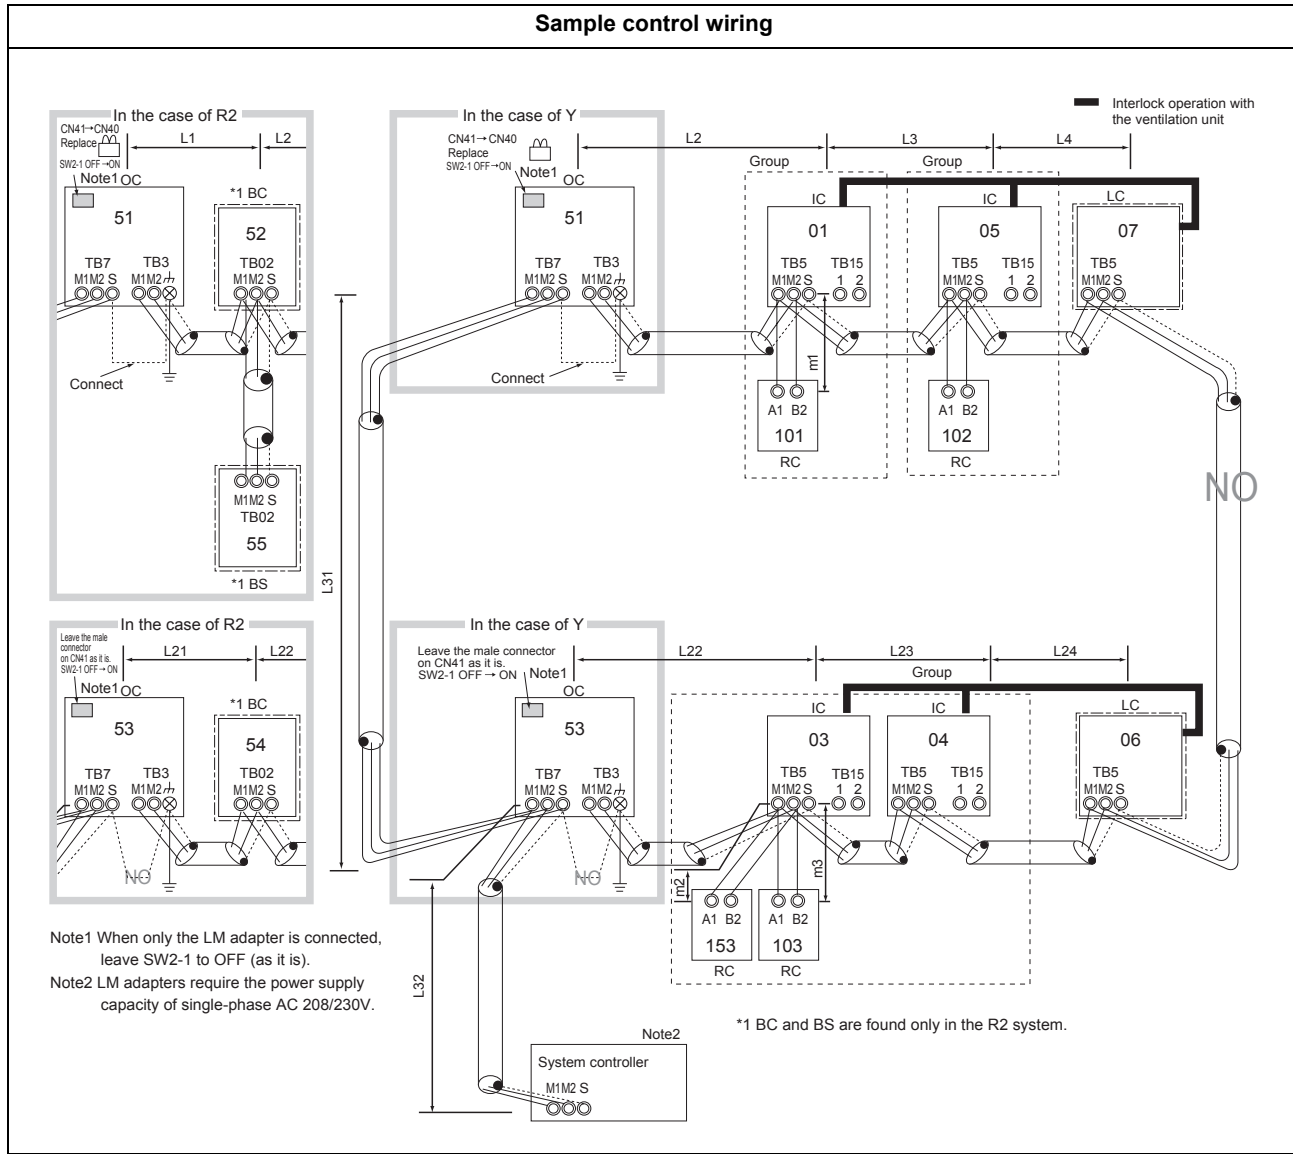 Sample control wiring
Interlock operation with
the ventilation unit
In the case of R2
CN41→CN40
Replace
SW2-1 OFF→ON
Note1
L1
L2
OC
51
TB7
TB3
M1M2 S
M1M2
*1 BC
52
TB02
M1M2 S
Connect
M1M2 S
TB02
55
*1 BS
In the case of Y
CN41→CN40
Replace
SW2-1 OFF→ON
Note1
OC
51
TB7
TB3
M1M2 S
M1M2
Connect
L2
L3
L4
Group
IC
01
TB5
TB15
M1M2 S
1 2
m1
A1 B2
101
RC
Group
IC
05
TB5
TB15
M1M2 S
1 2
A1 B2
102
RC
LC
07
TB5
M1M2 S
NO
L31
In the case of R2
Leave the male
connector
on CN41 as it is.
SW2-1 OFF→ON
Note1
L21
L22
OC
53
TB7
TB3
M1M2 S
M1M2
NO
*1 BC
54
TB02
M1M2 S
In the case of Y
Leave the male connector
on CN41 as it is.
SW2-1 OFF→ON
Note1
OC
53
TB7
TB3
M1M2 S
M1M2
NO
L22
L23
L24
Group
IC
03
TB5
TB15
M1M2 S
1 2
IC
04
TB5
TB15
M1M2 S
1 2
LC
06
TB5
M1M2 S
m2
m3
A1 B2
153
RC
A1 B2
103
RC
Note1 When only the LM adapter is connected,
leave SW2-1 to OFF (as it is).
Note2 LM adapters require the power supply
capacity of single-phase AC 208/230V.
L32
Note2
System controller
M1M2 S
*1 BC and BS are found only in the R2 system.